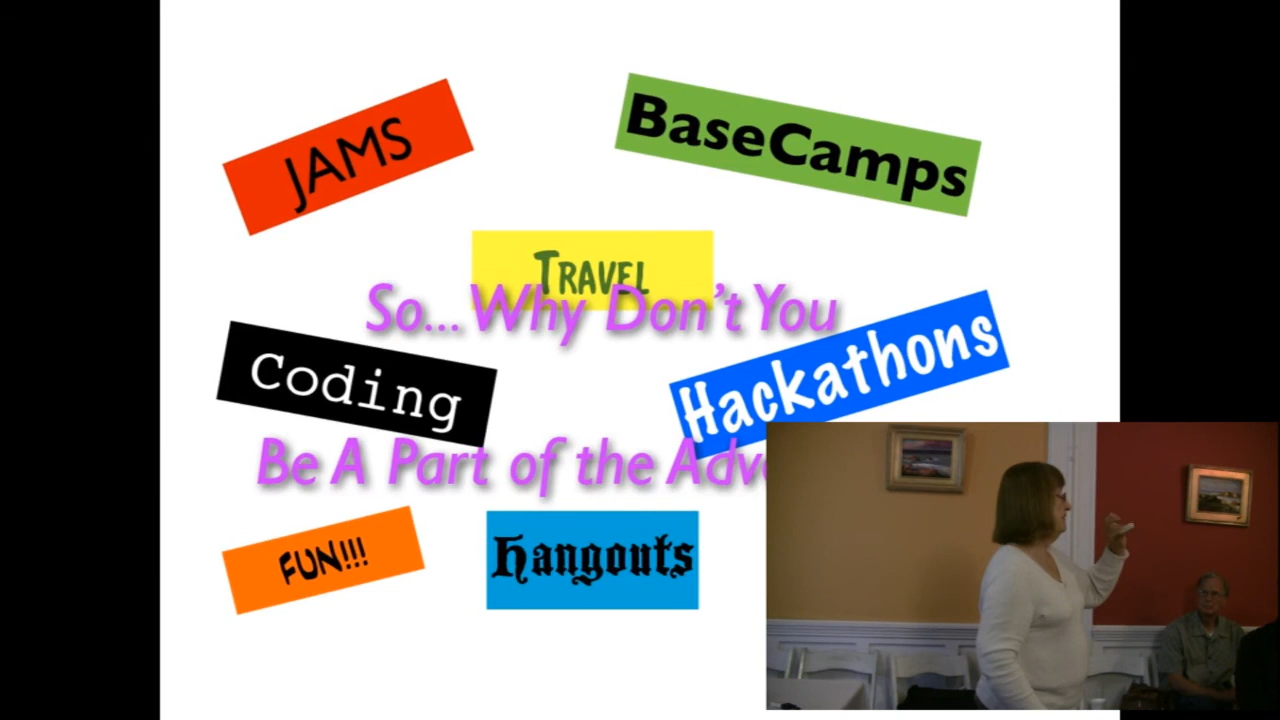 JAMS
BaseCamps
TRAVEL
So... Why Don't You
Coding
Hackathons
Be A Part of the
FUN!!!
Hangouts